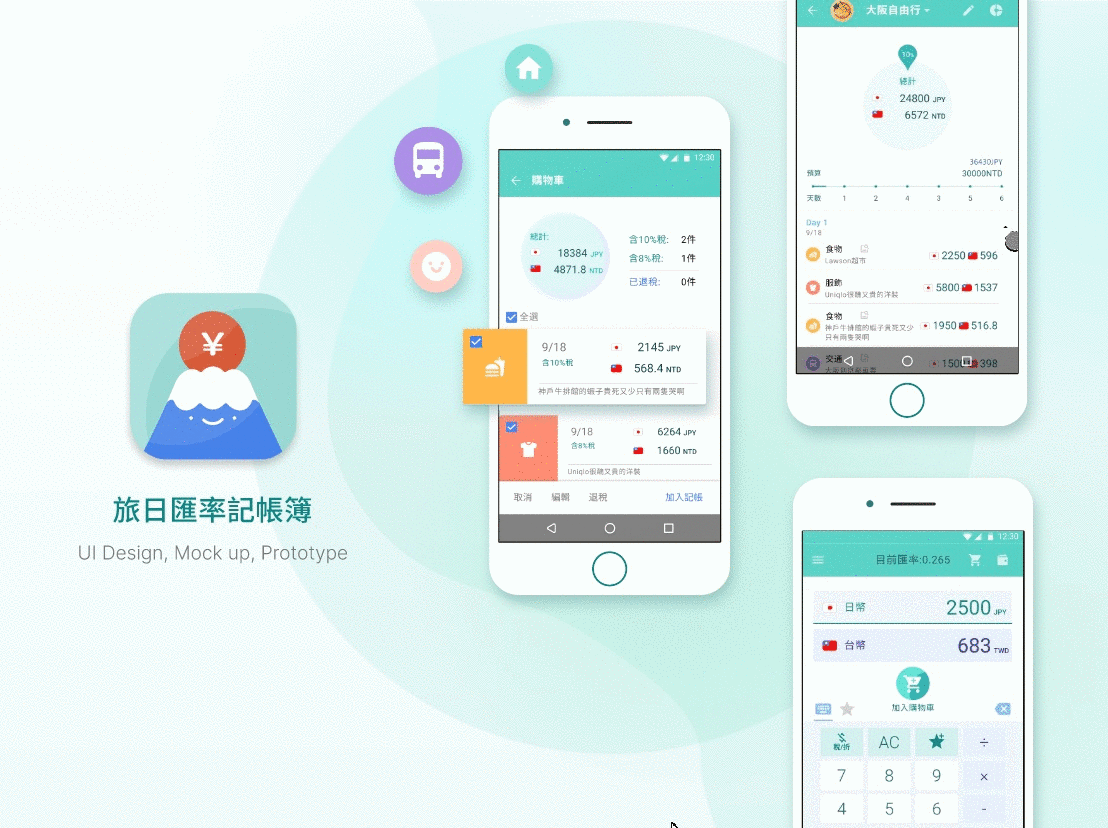 ¥
旅日匯率記帳簿
UI Design, Mock up, Prototype
12:30
購物車
總計:
18384 JPY
4871.8 NTD
含10%稅: 2件
含8%稅: 1件
已退稅: 0件
全選
9/18
2145 JPY
含10%稅
568.4 NTD
神戶牛排館的蝦子貴死又少只有兩隻哭啊
9/18
6264 JPY
含8%稅
1660 NTD
Uniqlo很醜又貴的洋裝
取消 編輯 退稅 加入記帳
大阪自由行
10%
總計
24800 JPY
6572 NTD
36430JPY
預算 30000NTD
天數 1 2 4 3 5 6
Day 1
9/18
食物
Lawson超市
2250 596
服飾
Uniqlo很醜又貴的洋裝
5800 1537
食物
神戶牛排館的蝦子貴死又少
只有兩隻哭啊
1950 516.8
交通
1500 398
12:30
目前匯率:0.265
日幣 2500 JPY
台幣 683 TWD
加入購物車
稅/折 AC ÷
7 8 9 ×
4 5 6 -